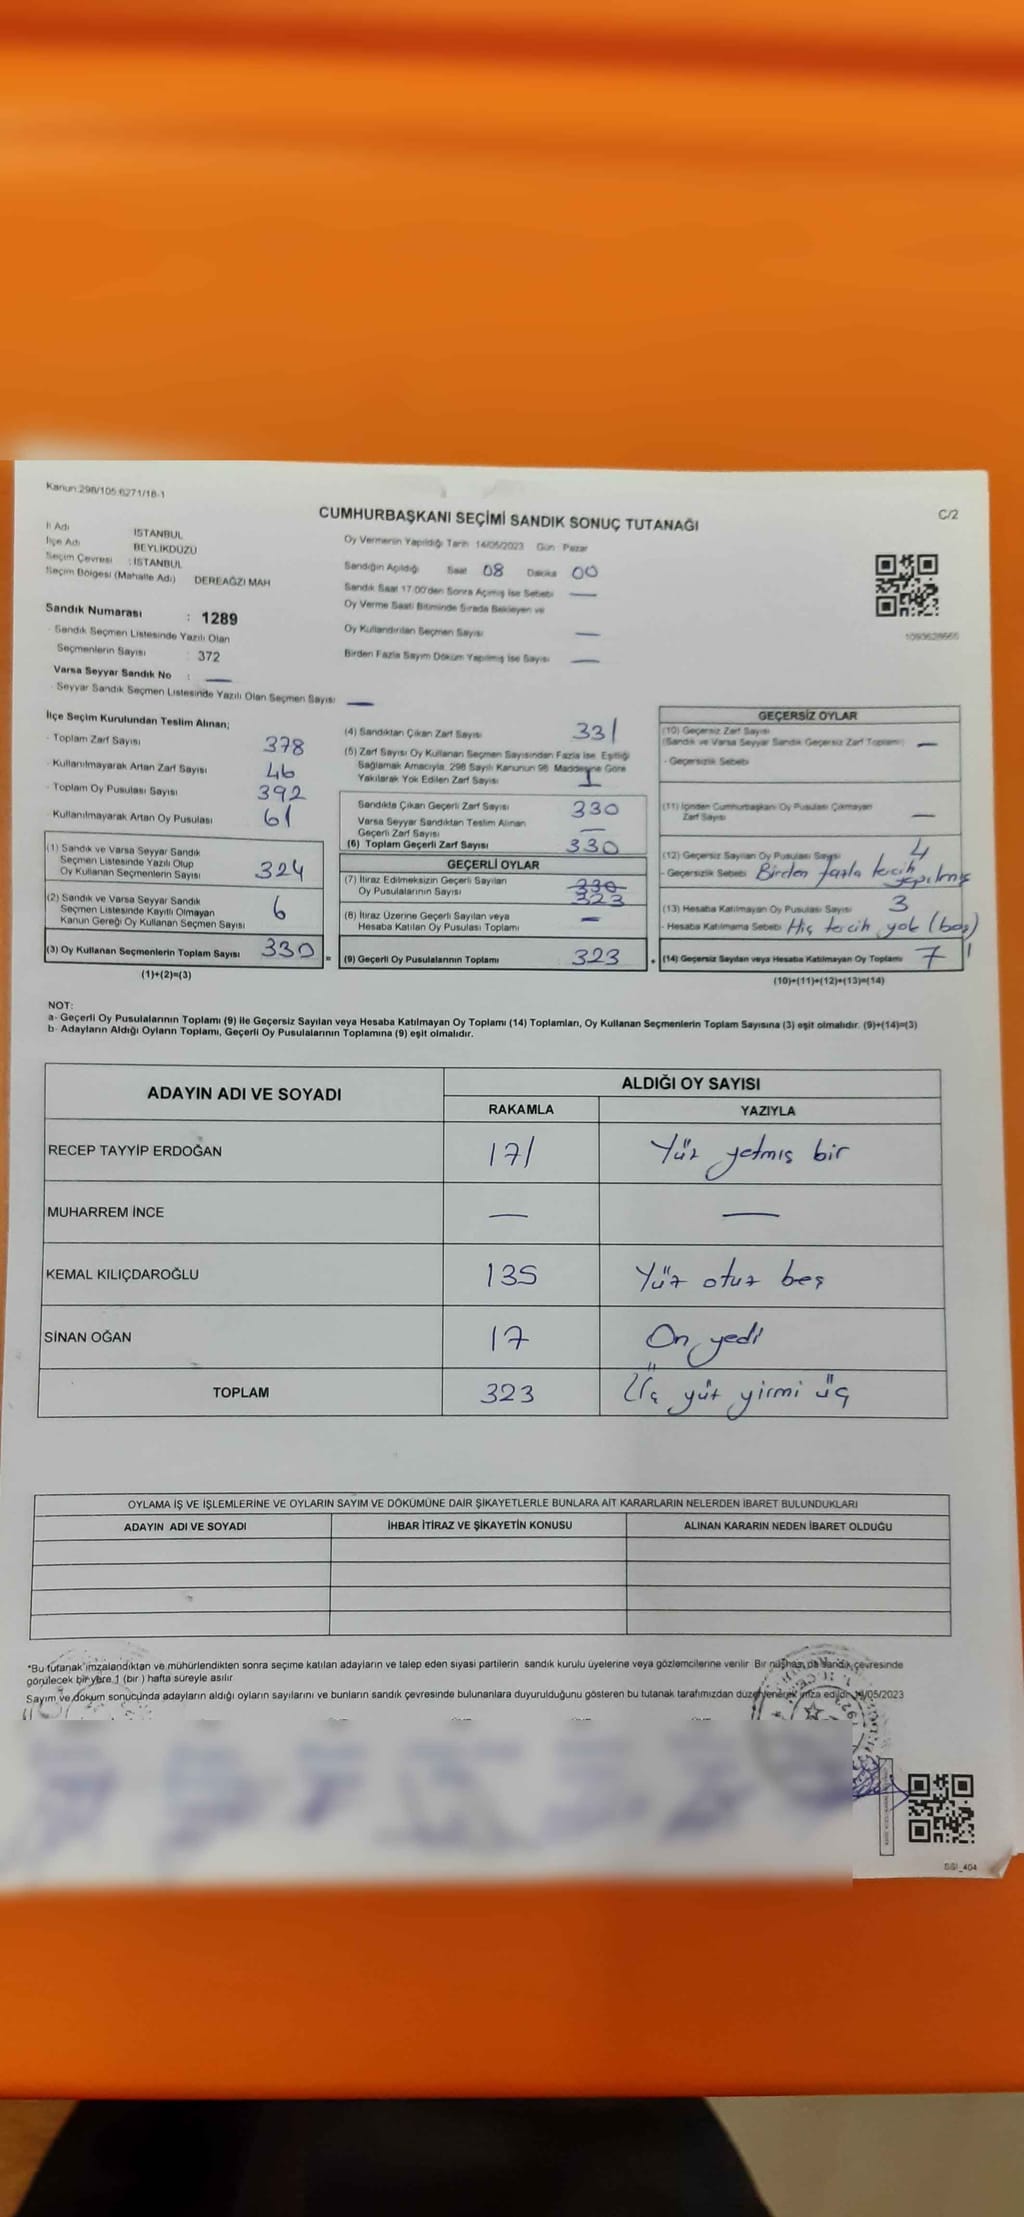 Kanun:298/105.6271/18-1
CUMHURBAŞKANI SEÇİMİ SANDIK SONUÇ TUTANAĞI
C/2
İl Adı : İSTANBUL
İlçe Adı BEYLİKDÜZÜ
Seçim Çevresi : İSTANBUL
Seçim Bölgesi (Mahalle Adı) DEREAĞZI MAH
Sandık Numarası : 1289
- Sandık Seçmen Listesinde Yazılı Olan
Seçmenlerin Sayısı : 372
Varsa Seyyar Sandık No : —
- Seyyar Sandık Seçmen Listesinde Yazılı Olan Seçmen Sayısı —
Oy Vermenin Yapıldığı Tarih 14/05/2023 Gün : Pazar
Sandığın Açıldığı Saat 08 Dakika 00
Sandık Saat 17.00'den Sonra Açımış İse Sebebi —
Oy Verme Saati Bitiminde Sırada Bekleyen ve
Oy Kullandırılan Seçmen Sayısı —
Birden Fazla Sayım Döküm Yapılmış İse Sayısı —
1093628665
İlçe Seçim Kurulundan Teslim Alınan;
- Toplam Zarf Sayısı 378
- Kullanılmayarak Artan Zarf Sayısı 46
- Toplam Oy Pusulası Sayısı 392
- Kullanılmayarak Artan Oy Pusulası 61
(1) Sandık ve Varsa Seyyar Sandık
Seçmen Listesinde Yazılı Olup
Oy Kullanan Seçmenlerin Sayısı 324
(2) Sandık ve Varsa Seyyar Sandık
Seçmen Listesinde Kayıtlı Olmayan
Kanun Gereği Oy Kullanan Seçmen Sayısı 6
(3) Oy Kullanan Seçmenlerin Toplam Sayısı 330 =
(1)+(2)=(3)
(4) Sandıktan Çıkan Zarf Sayısı 331
(5) Zarf Sayısı Oy Kullanan Seçmen Sayısından Fazla İse, Eşitliği
Sağlamak Amacıyla, 298 Sayılı Kanunun 98. Maddesine Göre
Yakılarak Yok Edilen Zarf Sayısı 1
Sandıkta Çıkan Geçerli Zarf Sayısı 330
Varsa Seyyar Sandıktan Teslim Alınan
Geçerli Zarf Sayısı —
(6) Toplam Geçerli Zarf Sayısı 330
GEÇERLİ OYLAR
(7) İtiraz Edilmeksizin Geçerli Sayılan 330
Oy Pusulalarının Sayısı 323
(8) İtiraz Üzerine Geçerli Sayılan veya
Hesaba Katılan Oy Pusulası Toplamı —
(9) Geçerli Oy Pusulalarının Toplamı 323 +
GEÇERSİZ OYLAR
(10) Geçersiz Zarf Sayısı
(Sandık ve Varsa Seyyar Sandık Geçersiz Zarf Toplamı) —
- Geçersizlik Sebebi
(11) İçinden Cumhurbaşkanı Oy Pusulası Çıkmayan
Zarf Sayısı —
(12) Geçersiz Sayılan Oy Pusulası Sayısı 4
- Geçersizlik Sebebi Birden fazla tercih yapılmış
(13) Hesaba Katılmayan Oy Pusulası Sayısı 3
- Hesaba Katılmama Sebebi Hiç tercih yok (boş)
(14) Geçersiz Sayılan veya Hesaba Katılmayan Oy Toplamı 7
(10)+(11)+(12)+(13)=(14)
NOT:
a- Geçerli Oy Pusulalarının Toplamı (9) ile Geçersiz Sayılan veya Hesaba Katılmayan Oy Toplamı (14) Toplamları, Oy Kullanan Seçmenlerin Toplam Sayısına (3) eşit olmalıdır. (9)+(14)=(3)
b- Adayların Aldığı Oyların Toplamı, Geçerli Oy Pusulalarının Toplamına (9) eşit olmalıdır.
ADAYIN ADI VE SOYADI ALDIĞI OY SAYISI
RAKAMLA YAZIYLA
RECEP TAYYİP ERDOĞAN 171 Yüz yetmiş bir
MUHARREM İNCE — —
KEMAL KILIÇDAROĞLU 135 Yüz otuz beş
SİNAN OĞAN 17 On yedi
TOPLAM 323 Üç yüz yirmi üç
OYLAMA İŞ VE İŞLEMLERİNE VE OYLARIN SAYIM VE DÖKÜMÜNE DAİR ŞİKAYETLERLE BUNLARA AİT KARARLARIN NELERDEN İBARET BULUNDUKLARI
ADAYIN ADI VE SOYADI İHBAR İTİRAZ VE ŞİKAYETİN KONUSU ALINAN KARARIN NEDEN İBARET OLDUĞU
*Bu tutanak imzalandıktan ve mühürlendikten sonra seçime katılan adayların ve talep eden siyasi partilerin sandık kurulu üyelerine veya gözlemcilerine verilir. Bir nüshası da sandık çevresinde
görülecek bir yere 1 (bir ) hafta süreyle asılır.
Sayım ve döküm sonucunda adayların aldığı oyların sayılarını ve bunların sandık çevresinde bulunanlara duyurulduğunu gösteren bu tutanak tarafımızdan düzenlenerek imza edildi. /05/2023
SSİ_404